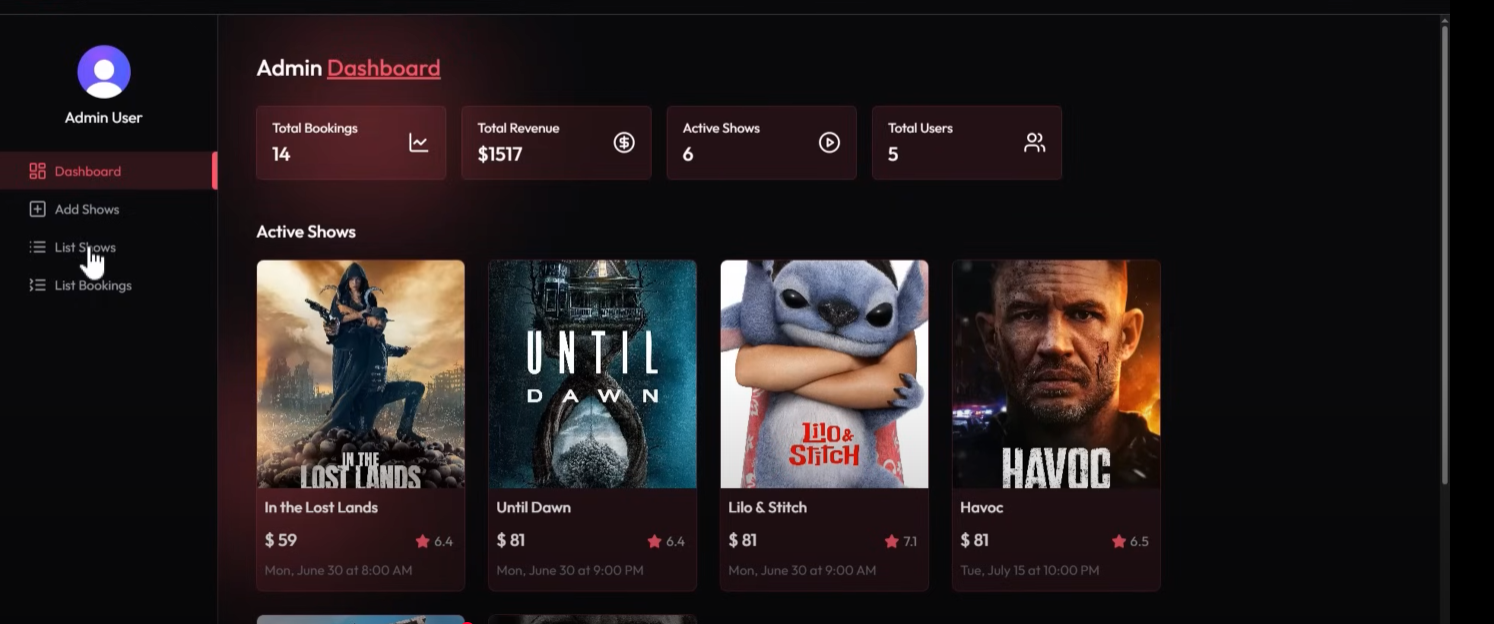 Admin User
Dashboard
Add Shows
List Shows
List Bookings
Admin Dashboard
Total Bookings
14
Total Revenue
$1517
Active Shows
6
Total Users
5
Active Shows
IN THE
LOST LANDS
In the Lost Lands
$ 59
6.4
Mon, June 30 at 8:00 AM
UNTIL
DAWN
Until Dawn
$ 81
6.4
Mon, June 30 at 9:00 PM
Lilo &
Stitch
Lilo & Stitch
$ 81
7.1
Mon, June 30 at 9:00 AM
HAVOC
Havoc
$ 81
6.5
Tue, July 15 at 10:00 PM